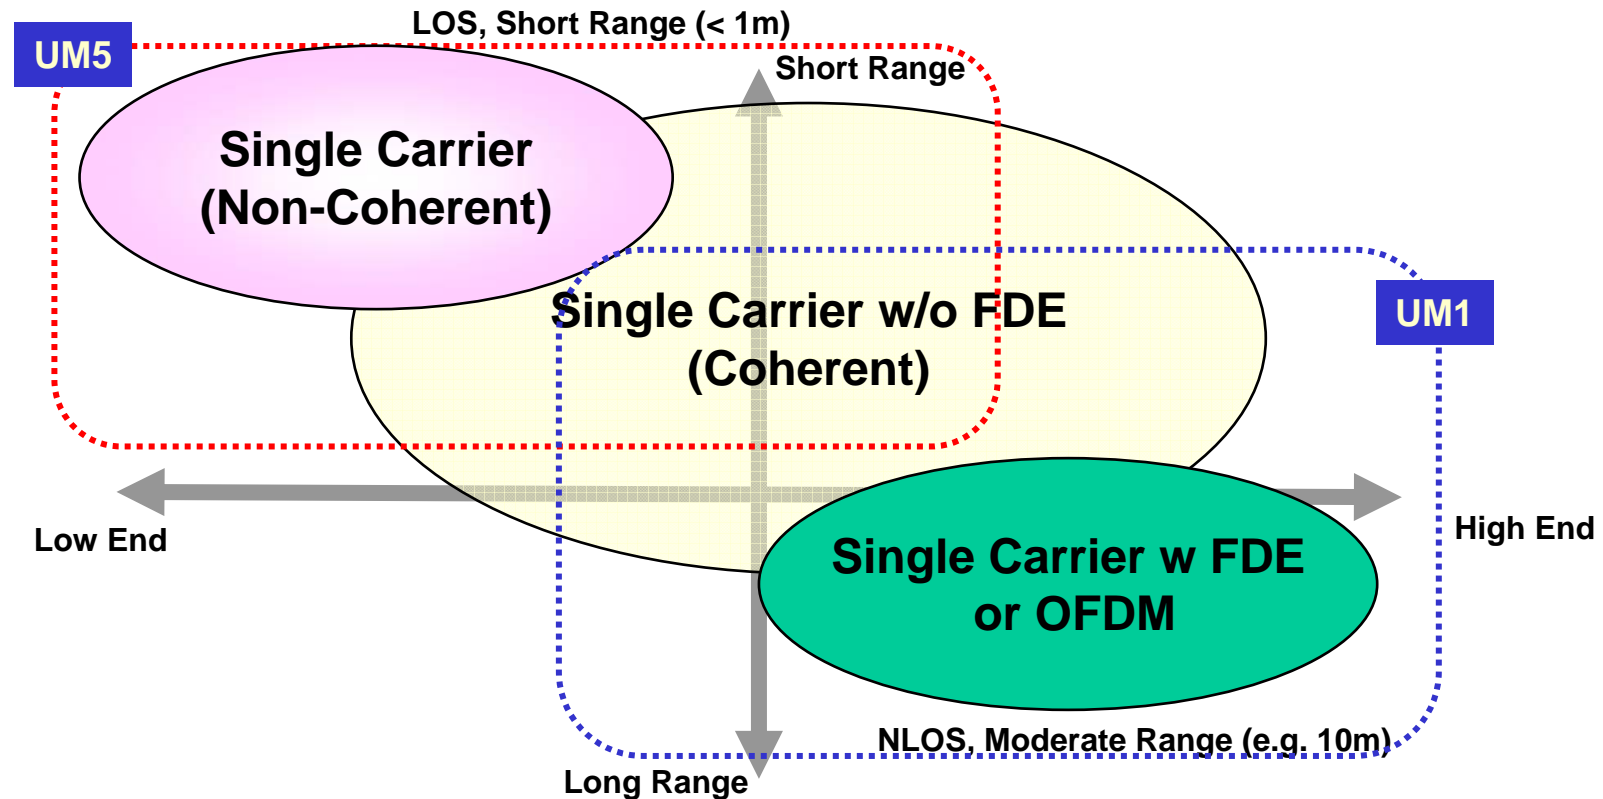 LOS, Short Range (< 1m)
UM5
Short Range
Single Carrier
(Non-Coherent)
Single Carrier w/o FDE
(Coherent)
UM1
Low End
High End
Single Carrier w FDE
or OFDM
NLOS, Moderate Range (e.g. 10m)
Long Range